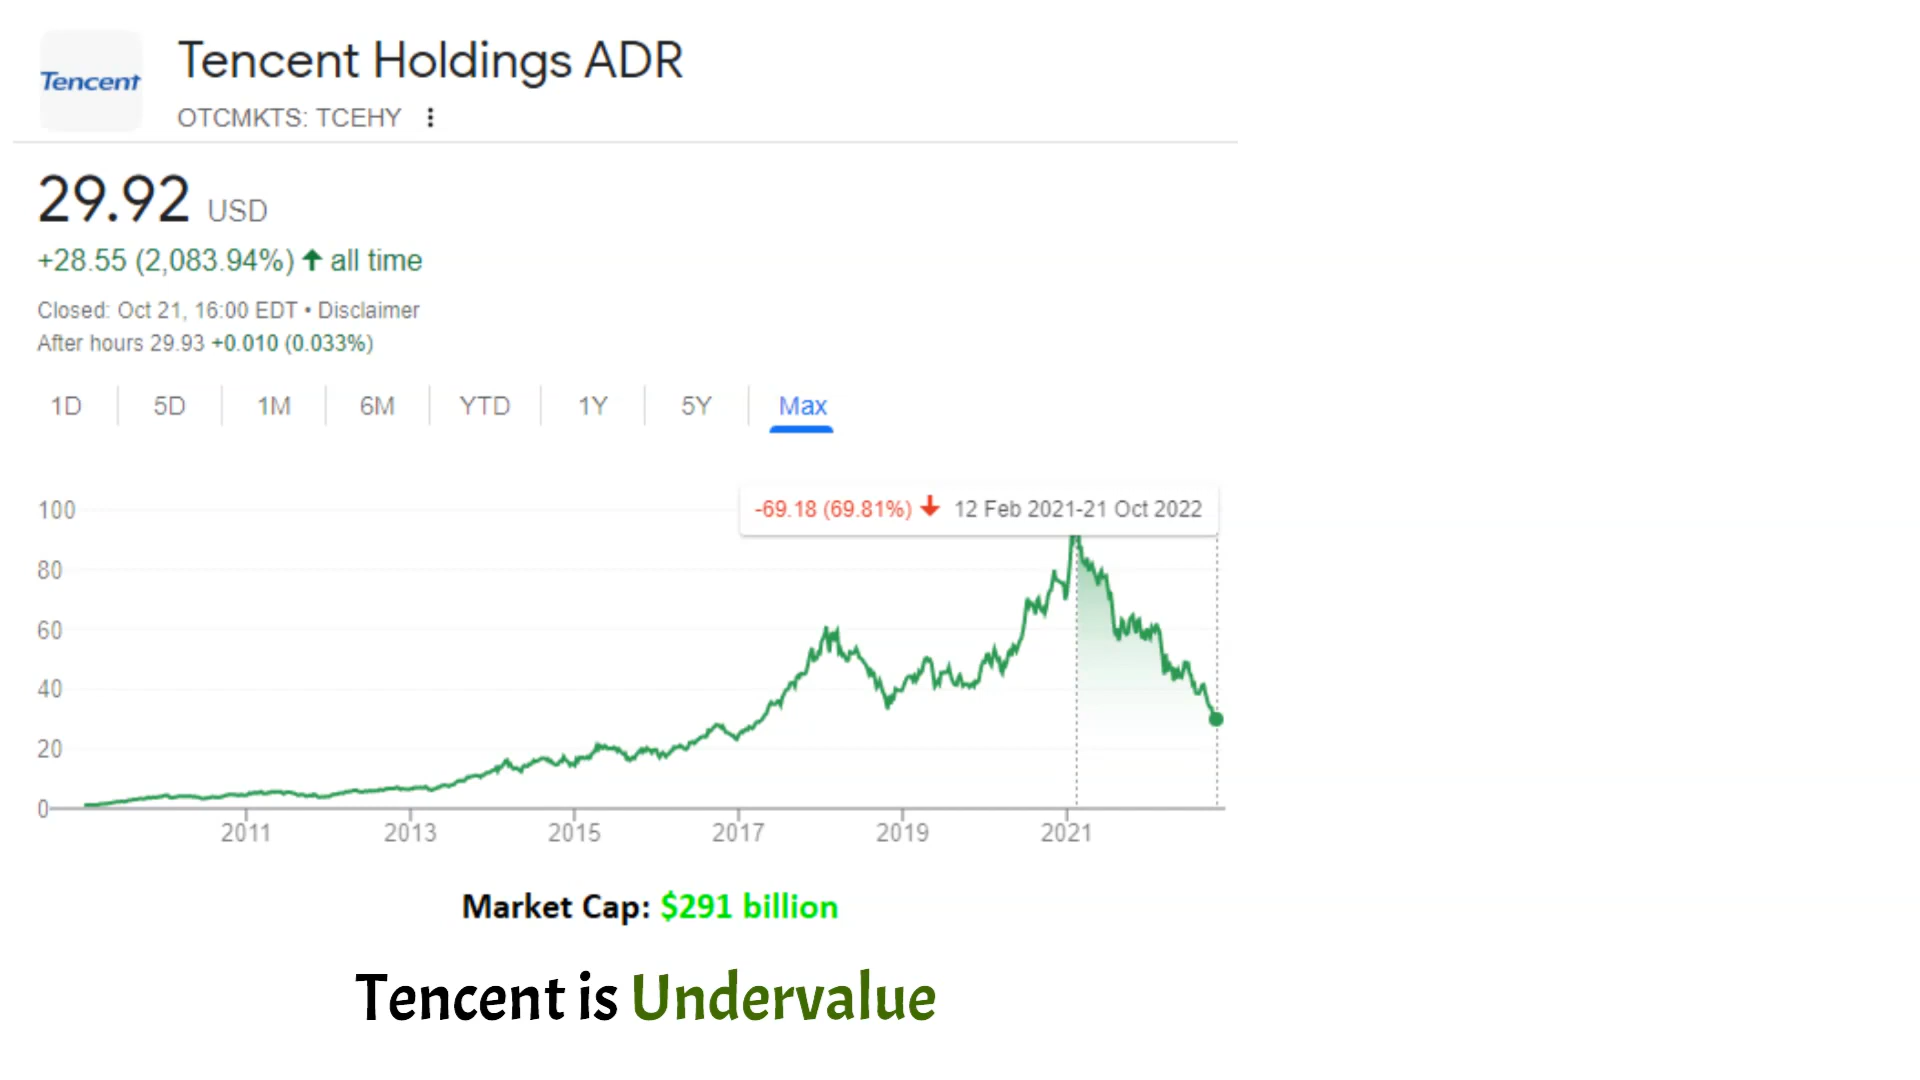 Tencent
Tencent Holdings ADR
OTCMKTS: TCEHY
29.92 USD
+28.55 (2,083.94%) ↑ all time
Closed: Oct 21, 16:00 EDT • Disclaimer
After hours 29.93 +0.010 (0.033%)
1D 5D 1M 6M YTD 1Y 5Y Max
-69.18 (69.81%) ↓ 12 Feb 2021-21 Oct 2022
100
80
60
40
20
0
2011 2013 2015 2017 2019 2021
Market Cap: $291 billion
Tencent is Undervalue